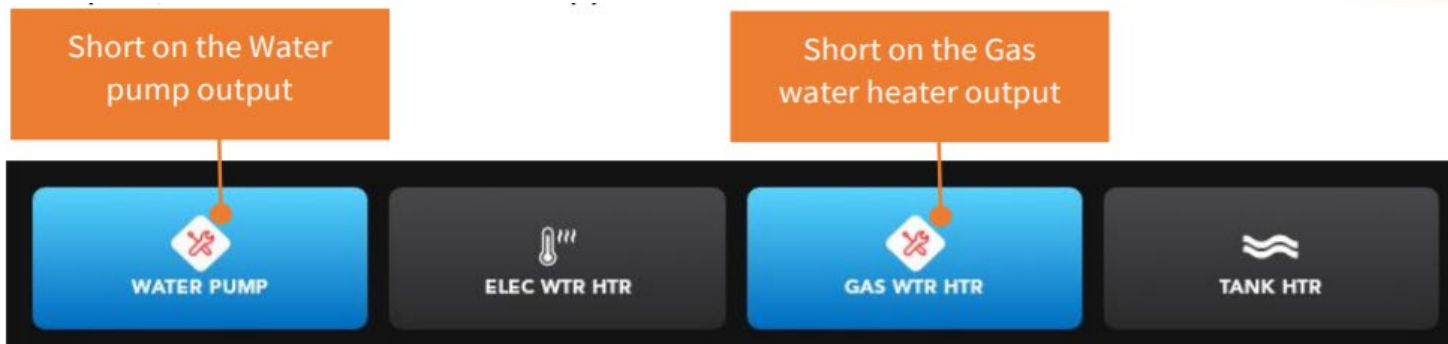 Short on the Water
pump output
Short on the Gas
water heater output
WATER PUMP
ELEC WTR HTR
GAS WTR HTR
TANK HTR